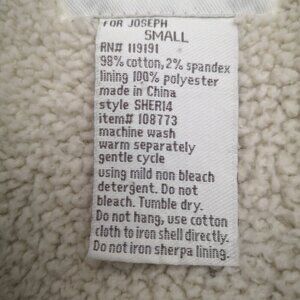 FOR JOSEPH
SMALL
RN# 119191
98% cotton, 2% spandex
lining 100% polyester
made in China
style SHER14
item# 108773
machine wash
warm separately
gentle cycle
using mild non bleach
detergent. Do not
bleach. Tumble dry.
Do not hang, use cotton
cloth to iron shell directly.
Do not iron sherpa lining.